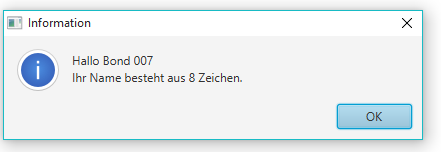 Information
Hallo Bond 007
Ihr Name besteht aus 8 Zeichen.
OK